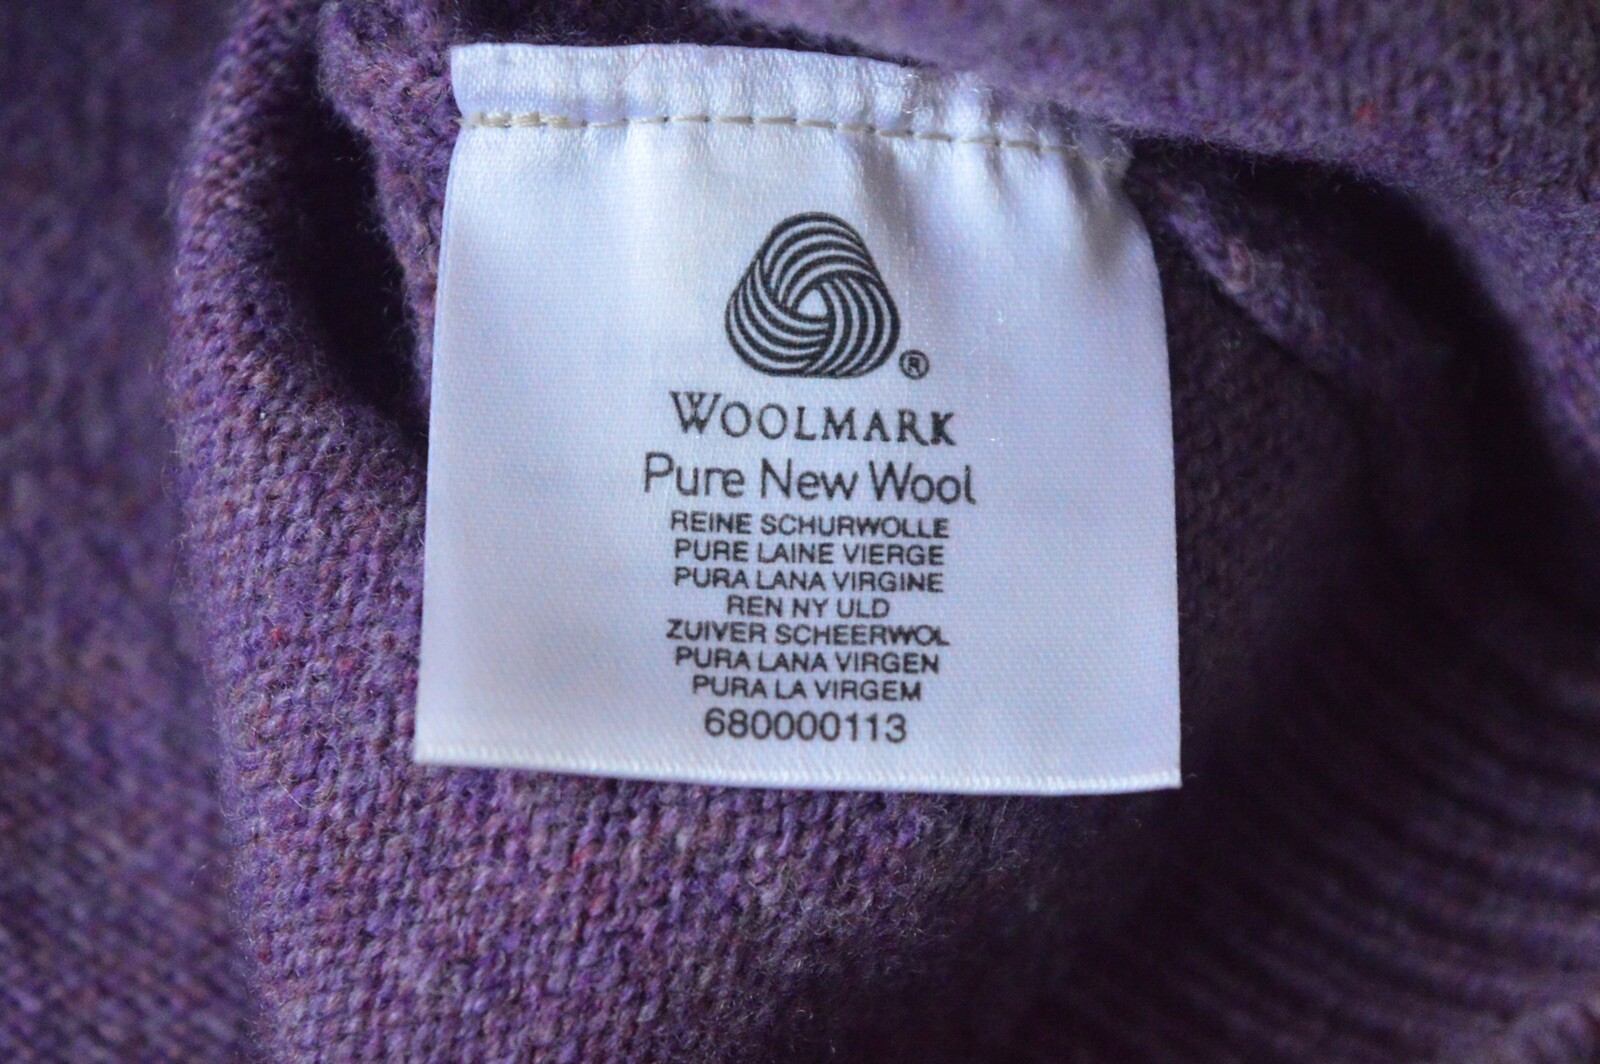 ®
WOOLMARK
Pure New Wool
REINE SCHURWOLLE
PURE LAINE VIERGE
PURA LANA VIRGINE
REN NY ULD
ZUIVER SCHEERWOL
PURA LANA VIRGEN
PURA LA VIRGEM
680000113